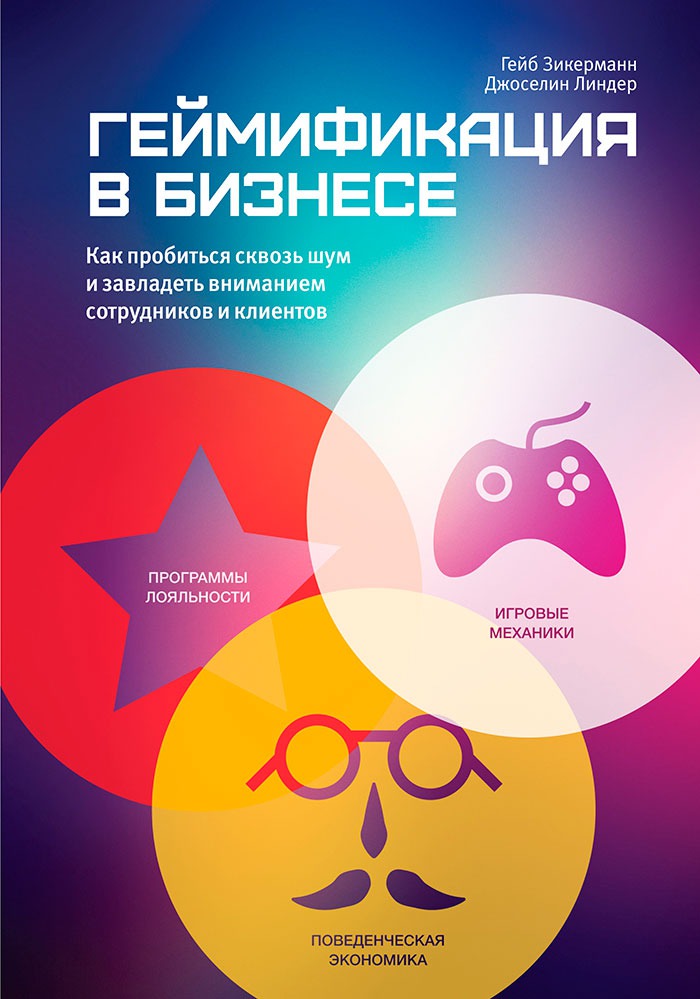 Гейб Зикерманн
Джоселин Линдер
ГЕЙМИФИКАЦИЯ
В БИЗНЕСЕ
Как пробиться сквозь шум
и завладеть вниманием
сотрудников и клиентов
ПРОГРАММЫ
ЛОЯЛЬНОСТИ
ИГРОВЫЕ
МЕХАНИКИ
ПОВЕДЕНЧЕСКАЯ
ЭКОНОМИКА